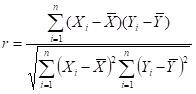 r = \frac{\sum_{i=1}^{n}(X_i - \bar{X})(Y_i - \bar{Y})}{\sqrt{\sum_{i=1}^{n}(X_i - \bar{X})^2 \sum_{i=1}^{n}(Y_i - \bar{Y})^2}}